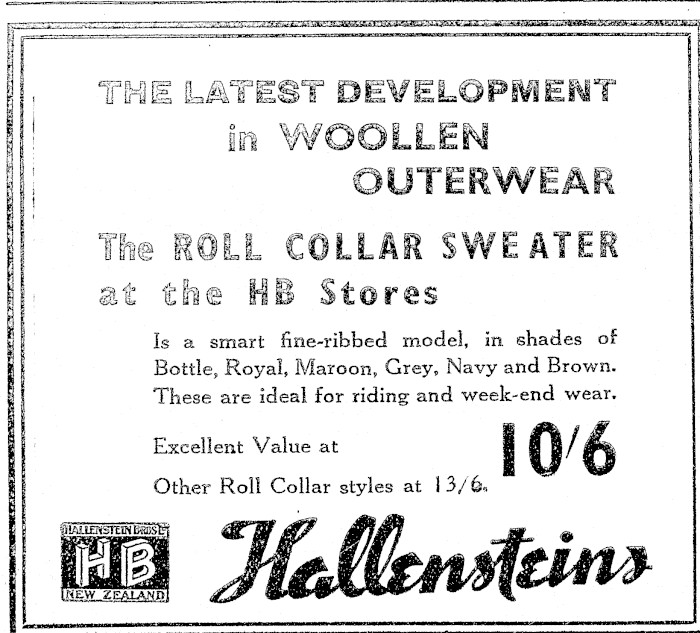 THE LATEST DEVELOPMENT
in WOOLLEN
OUTERWEAR
The ROLL COLLAR SWEATER
at the HB Stores
Is a smart fine-ribbed model, in shades of
Bottle, Royal, Maroon, Grey, Navy and Brown.
These are ideal for riding and week-end wear.
Excellent Value at 10/6
Other Roll Collar styles at 13/6.
HALLENSTEIN BROS LD
HB
NEW ZEALAND
Hallensteins